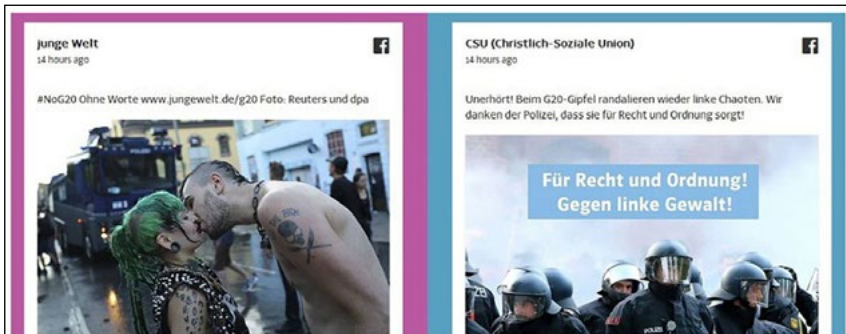 junge Welt
14 hours ago
#NoG20 Ohne Worte www.jungewelt.de/g20 Foto: Reuters und dpa
POLIZEI
CSU (Christlich-Soziale Union)
14 hours ago
Unerhört! Beim G20-Gipfel randalieren wieder linke Chaoten. Wir
danken der Polizei, dass sie für Recht und Ordnung sorgt!
Für Recht und Ordnung!
Gegen linke Gewalt!
POLIZEI